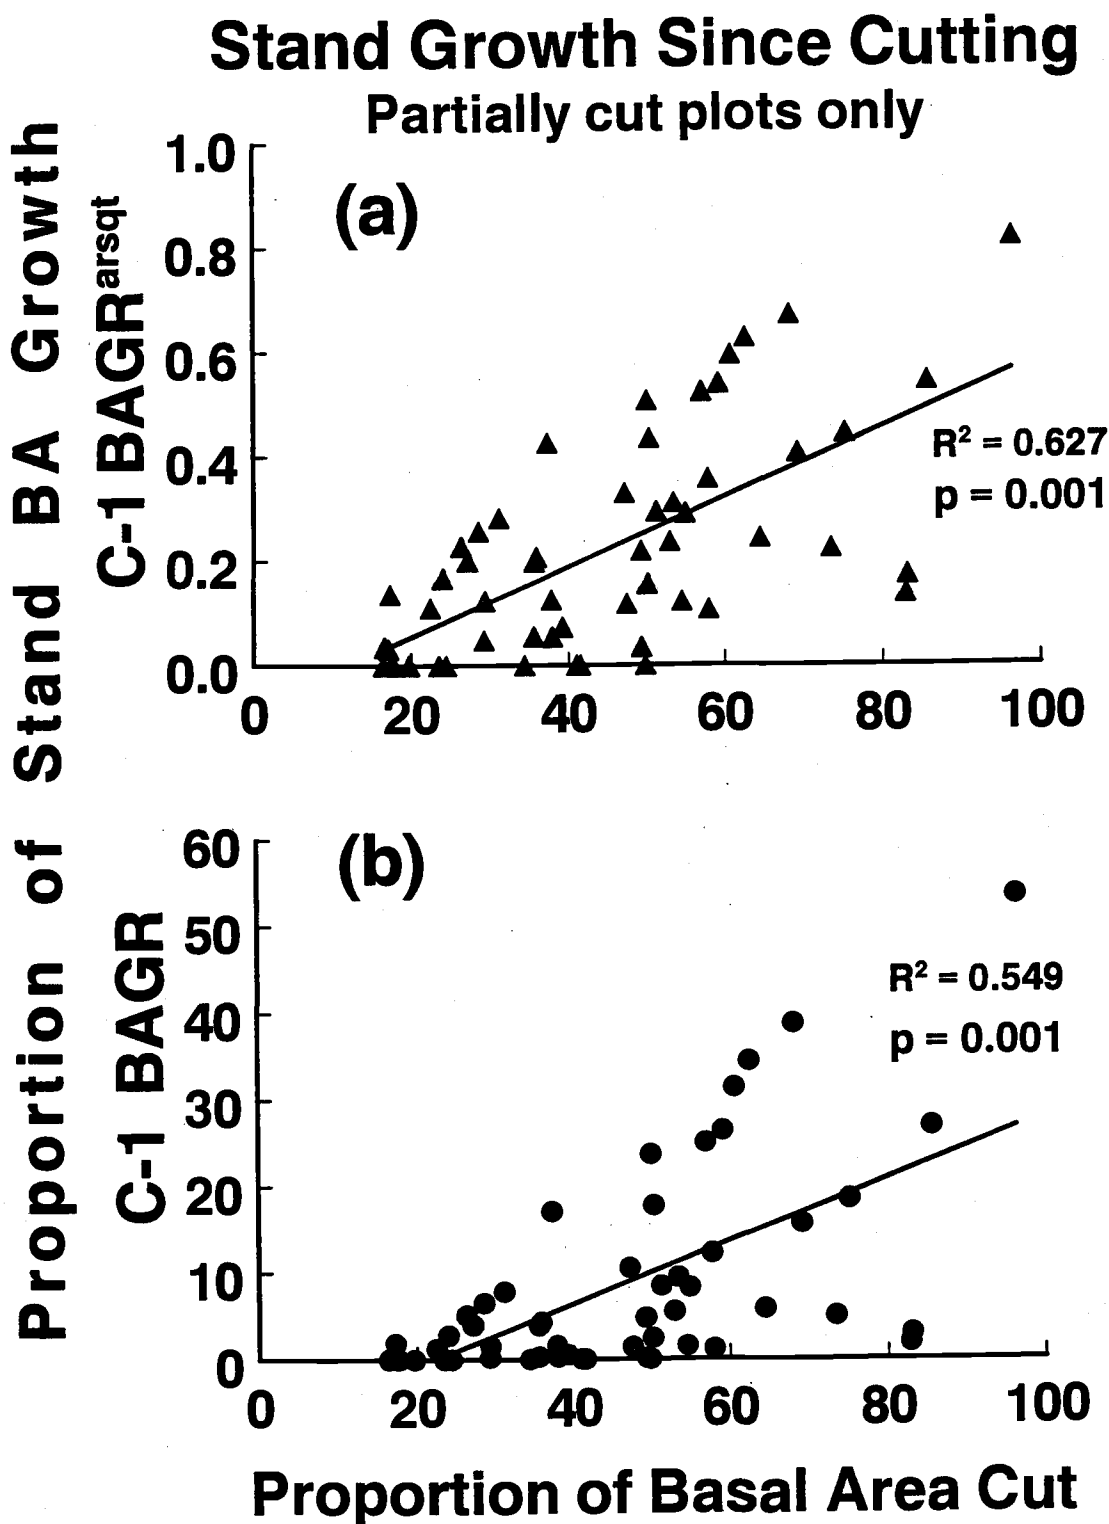 Stand Growth Since Cutting
Partially cut plots only
Proportion of Stand BA Growth
C-1 BAGRarsqt
(a)
1.0
0.8
0.6
0.4
0.2
0.0
R² = 0.627
p = 0.001
0 20 40 60 80 100
C-1 BAGR
(b)
60
50
40
30
20
10
0
R² = 0.549
p = 0.001
0 20 40 60 80 100
Proportion of Basal Area Cut